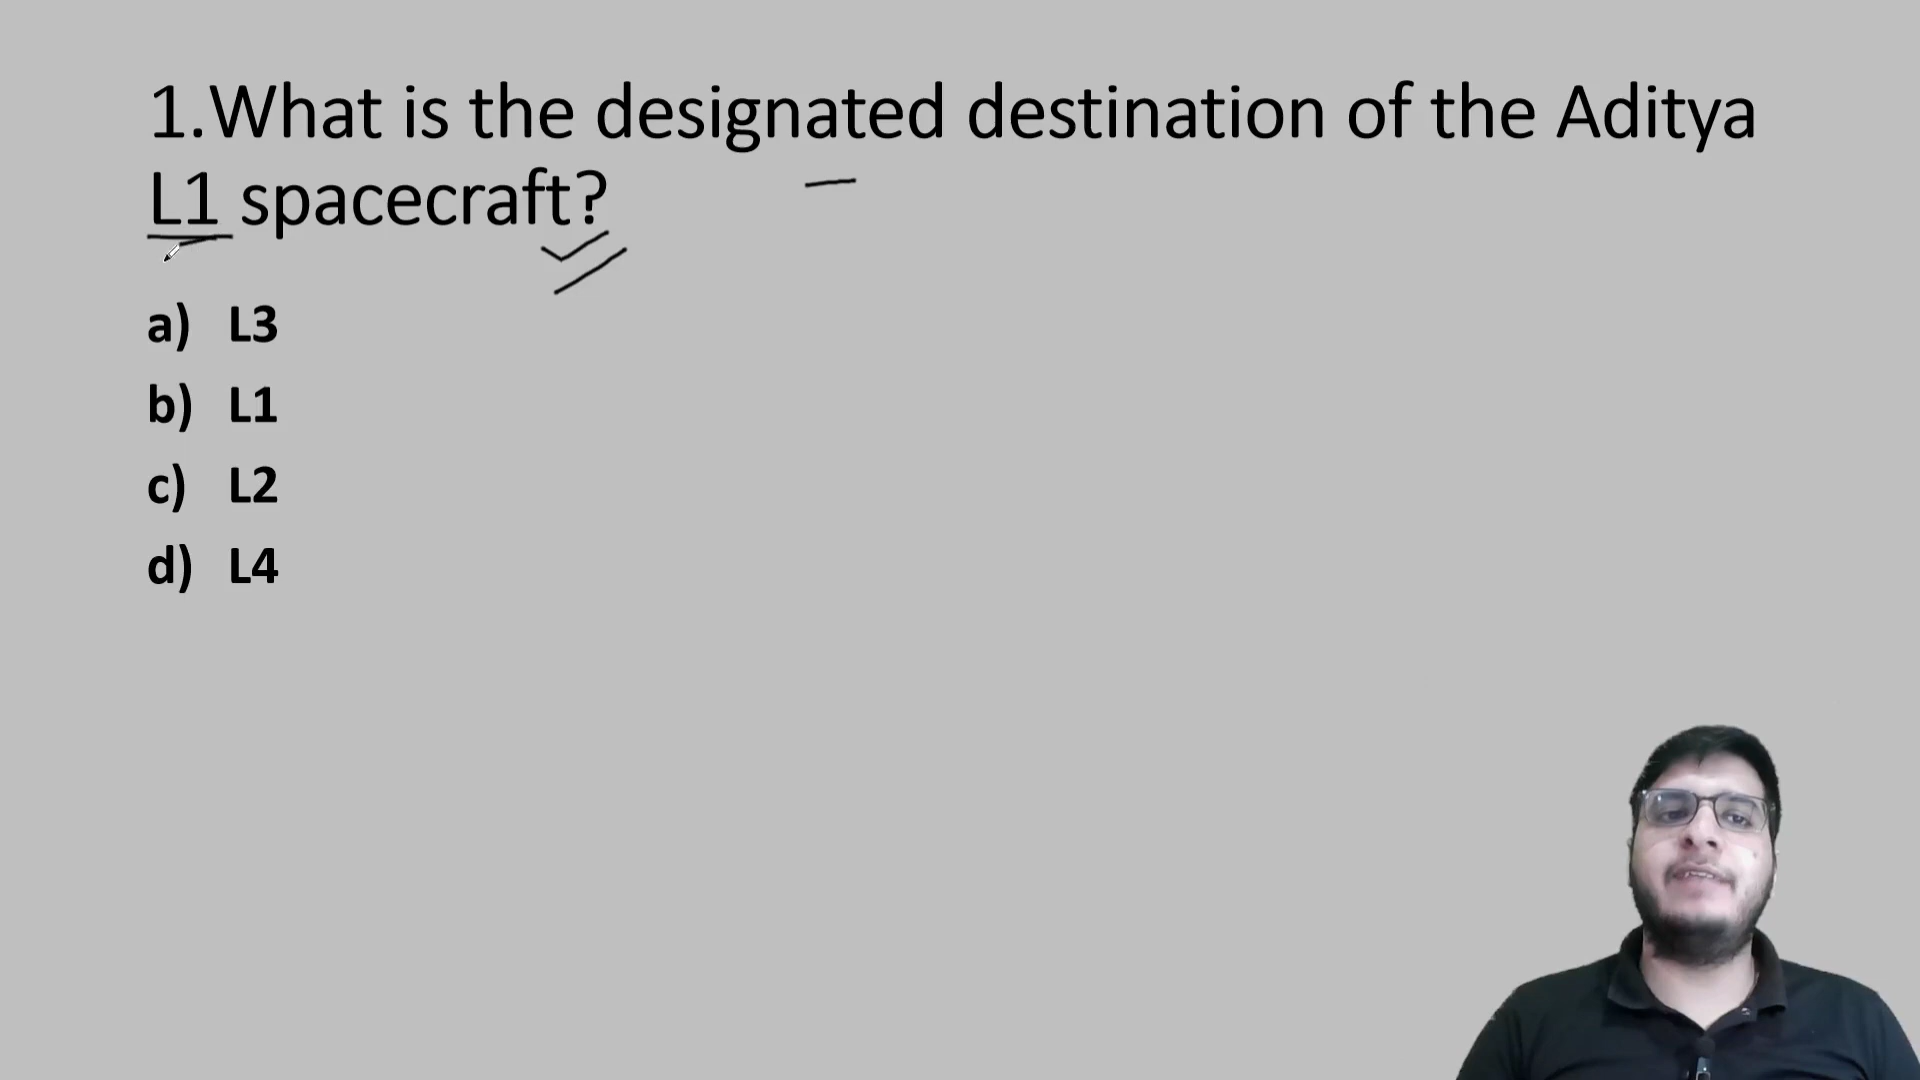 1.What is the designated destination of the Aditya
L1 spacecraft?
a) L3
b) L1
c) L2
d) L4